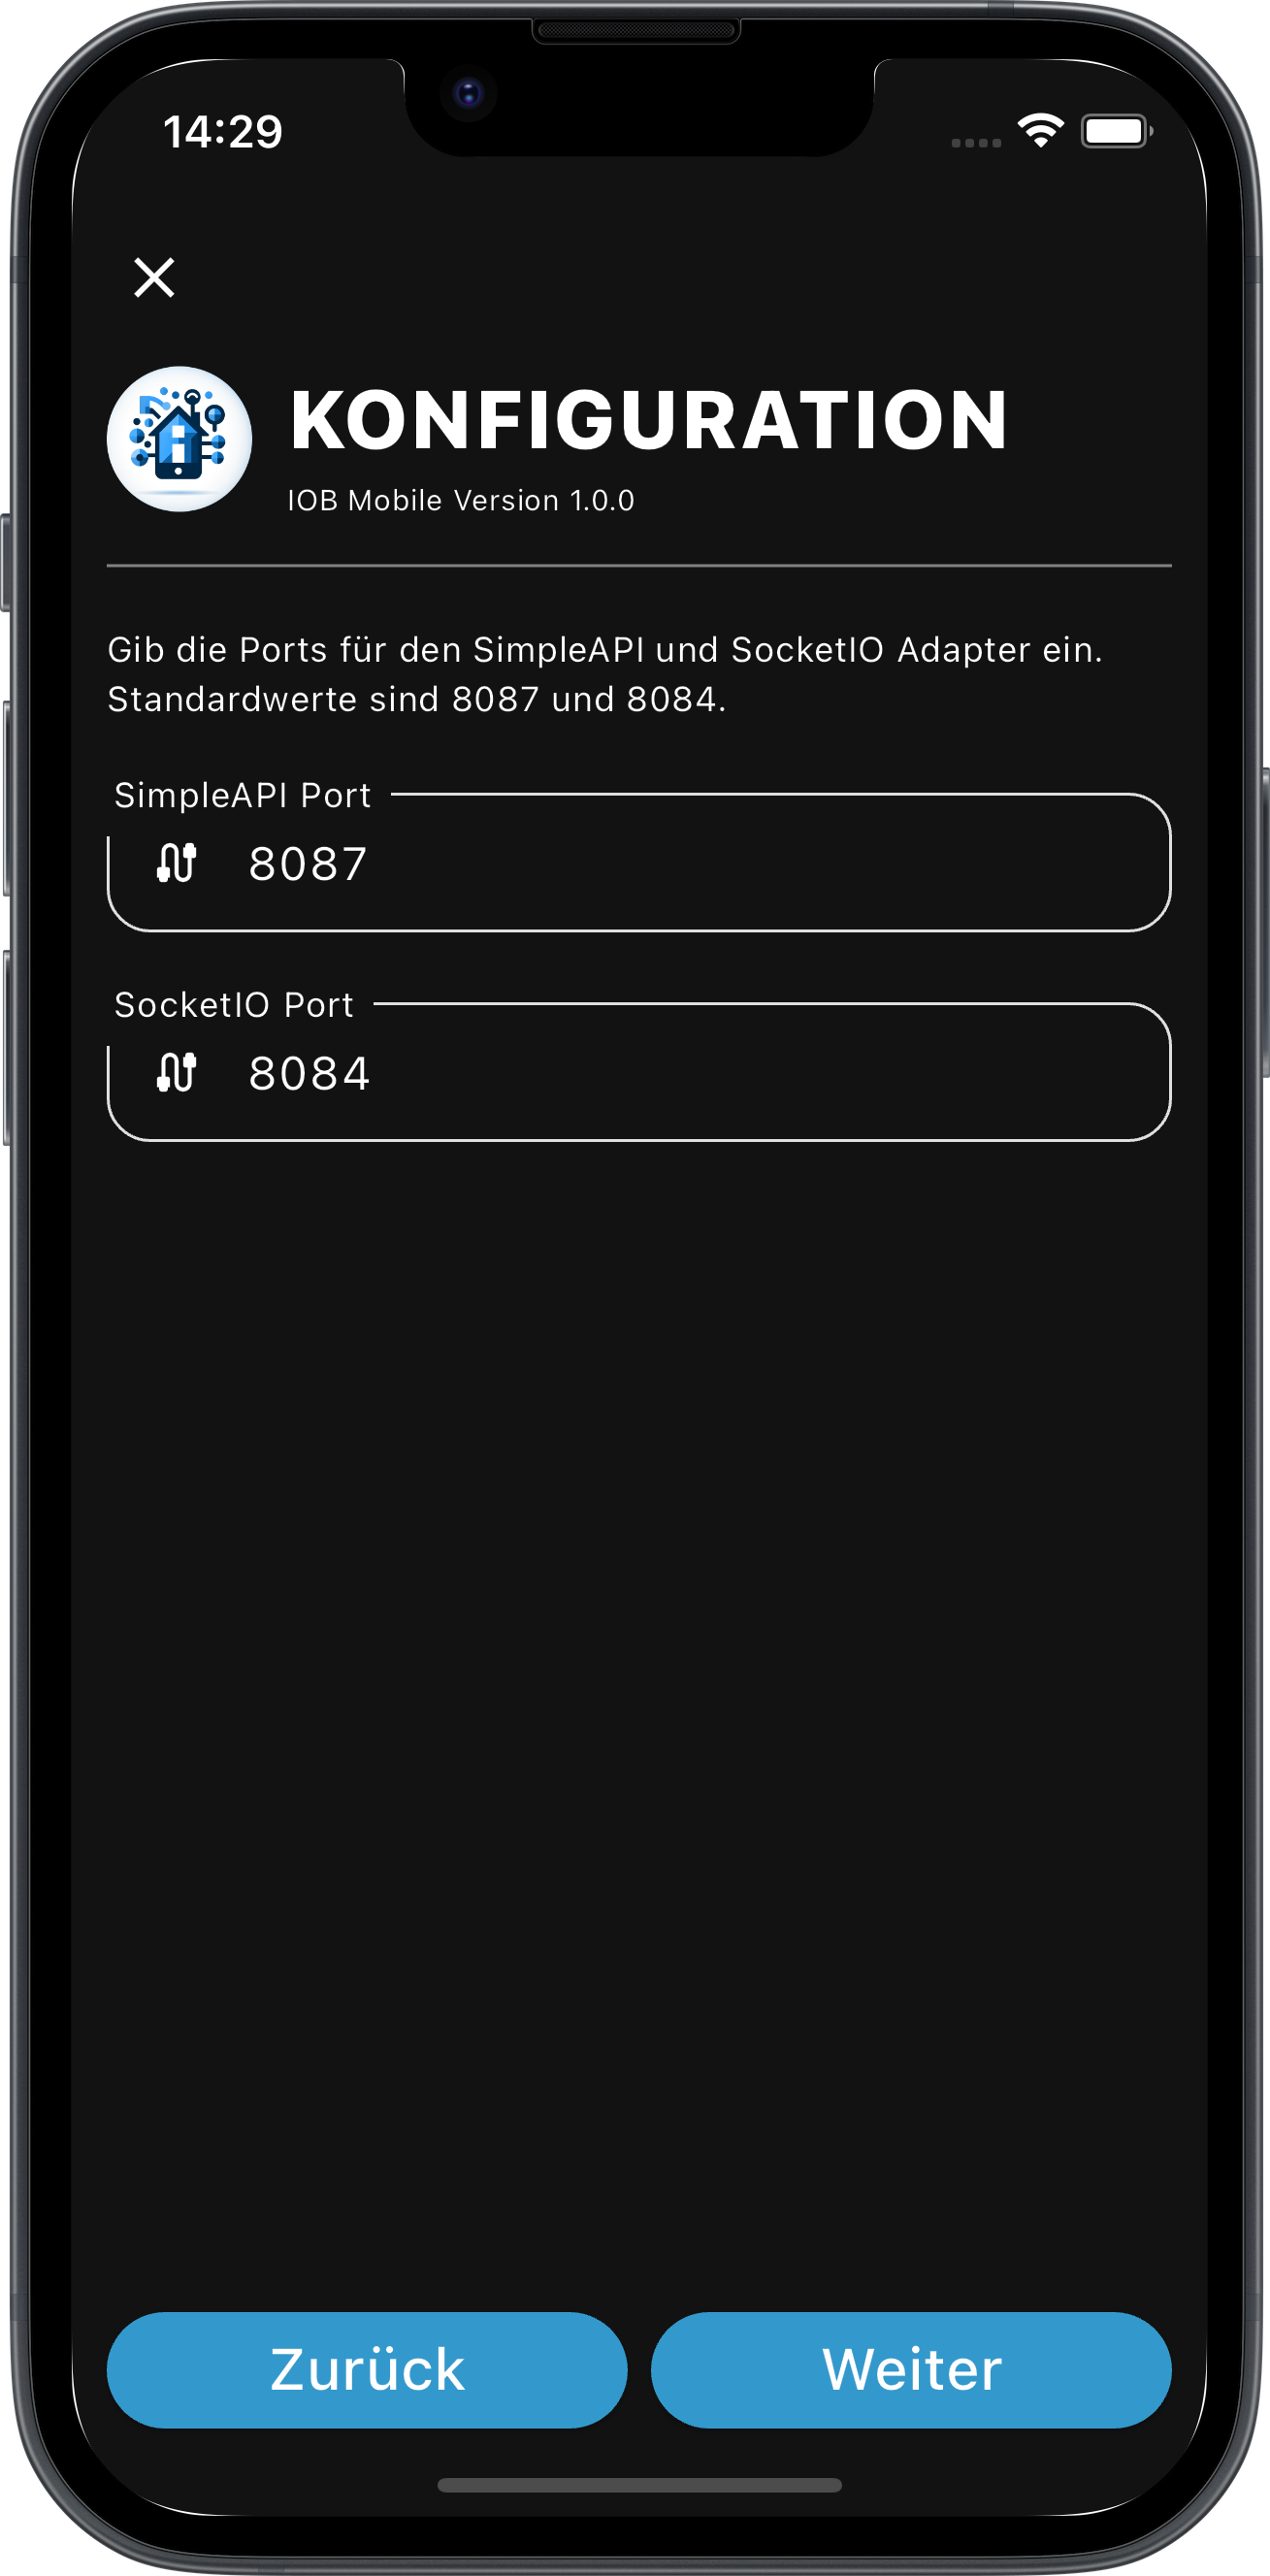 14:29
KONFIGURATION
IOB Mobile Version 1.0.0
Gib die Ports für den SimpleAPI und SocketIO Adapter ein.
Standardwerte sind 8087 und 8084.
SimpleAPI Port
8087
SocketIO Port
8084
Zurück
Weiter